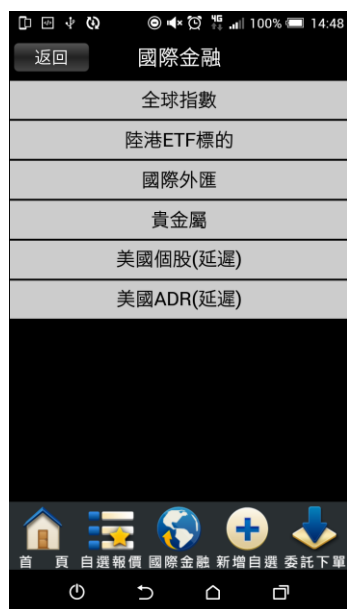 4G 100% 14:48
返回 國際金融
全球指數
陸港ETF標的
國際外匯
貴金屬
美國個股(延遲)
美國ADR(延遲)
首 頁 自選報價 國際金融 新增自選 委託下單